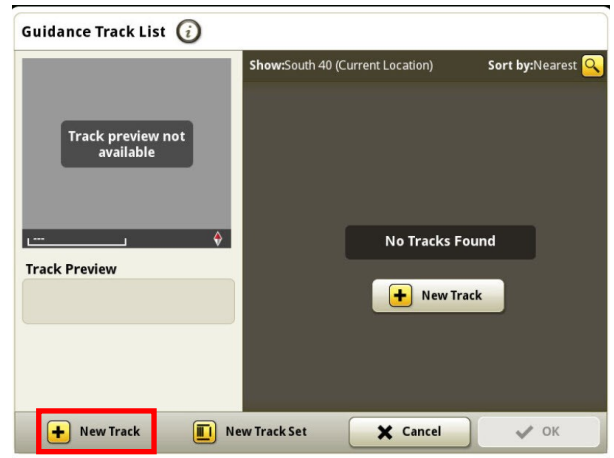 Guidance Track List
Show:South 40 (Current Location) Sort by:Nearest
Track preview not
available
---
No Tracks Found
Track Preview
New Track
New Track New Track Set Cancel OK